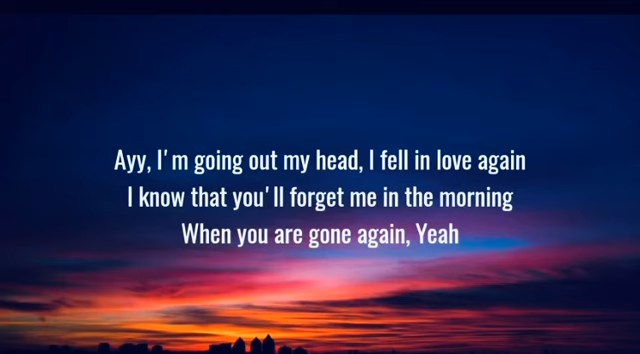 Ayy, I'm going out my head, I fell in love again
I know that you'll forget me in the morning
When you are gone again, Yeah